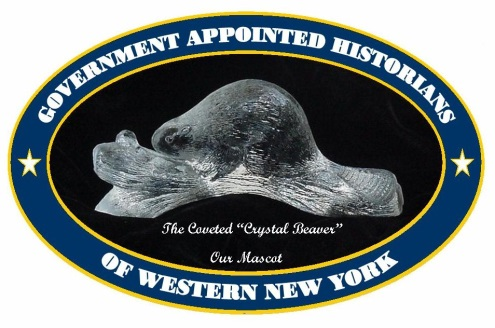 GOVERNMENT APPOINTED HISTORIANS
The Coveted “Crystal Beaver”
Our Mascot
OF WESTERN NEW YORK